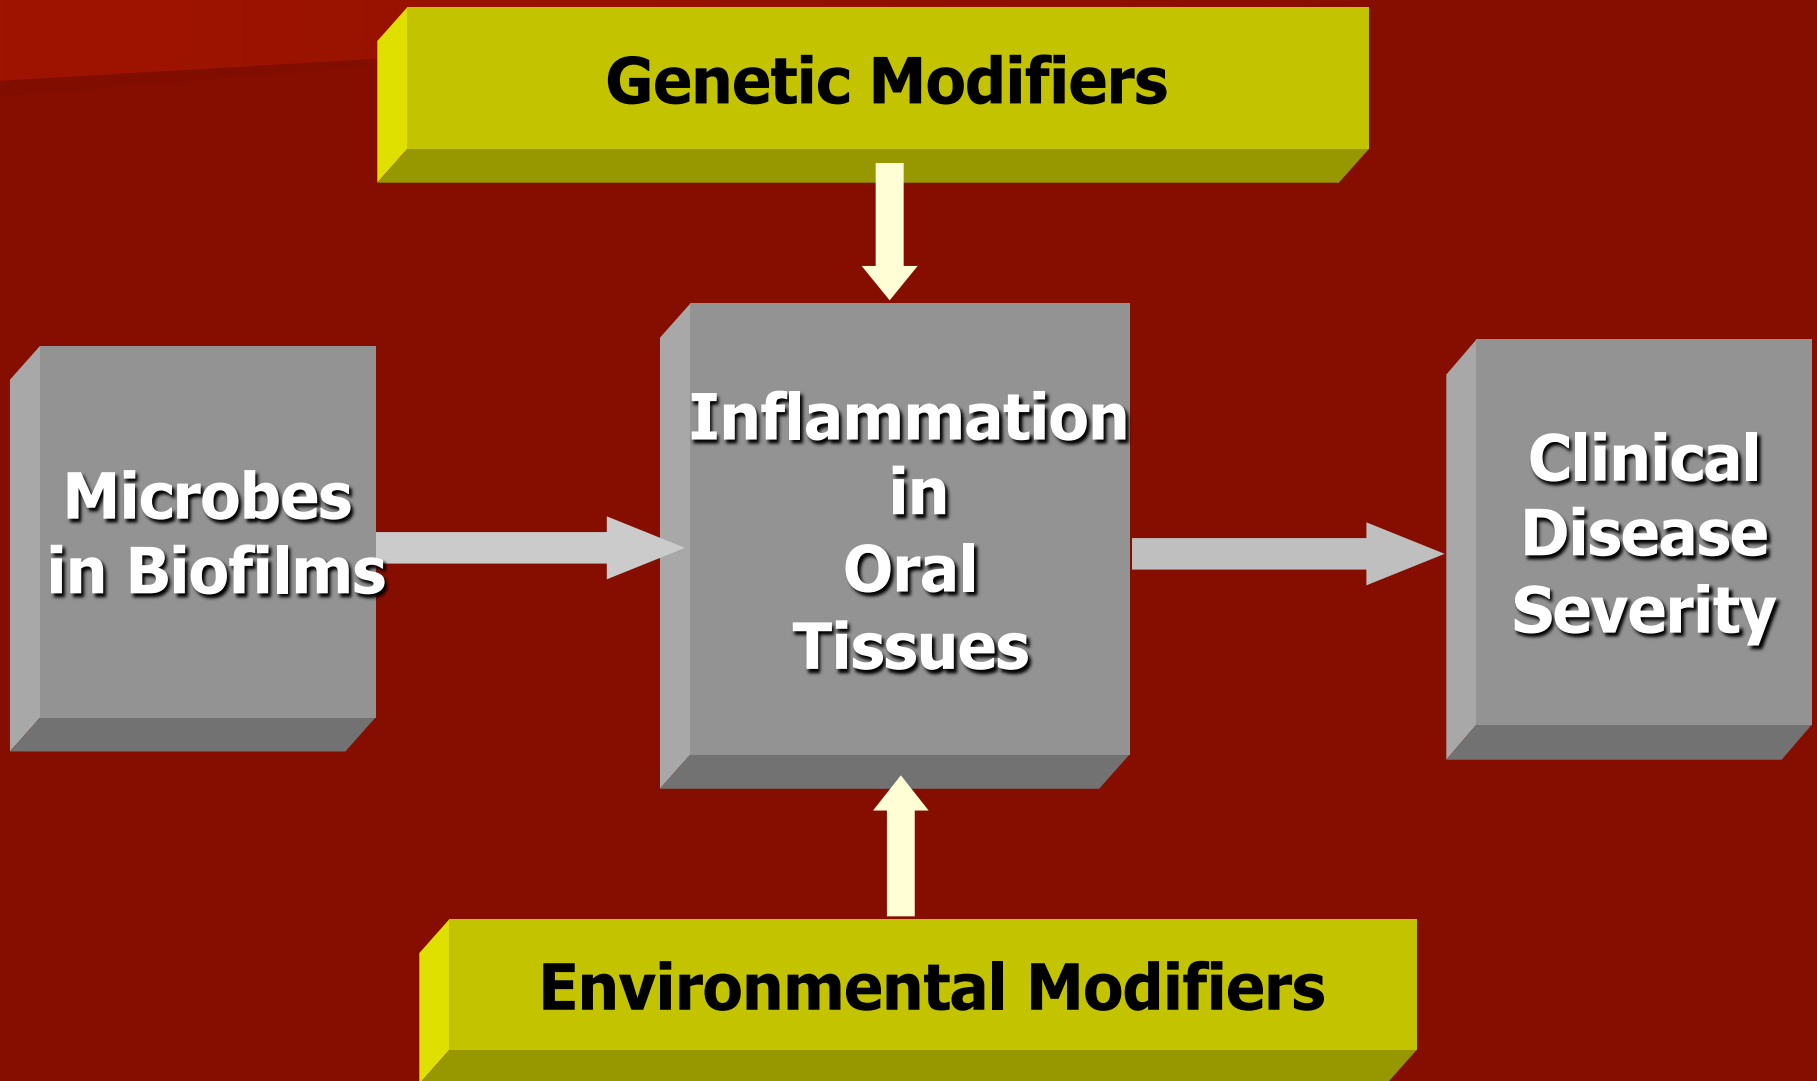 Genetic Modifiers
Microbes
in Biofilms
Inflammation
in
Oral
Tissues
Clinical
Disease
Severity
Environmental Modifiers